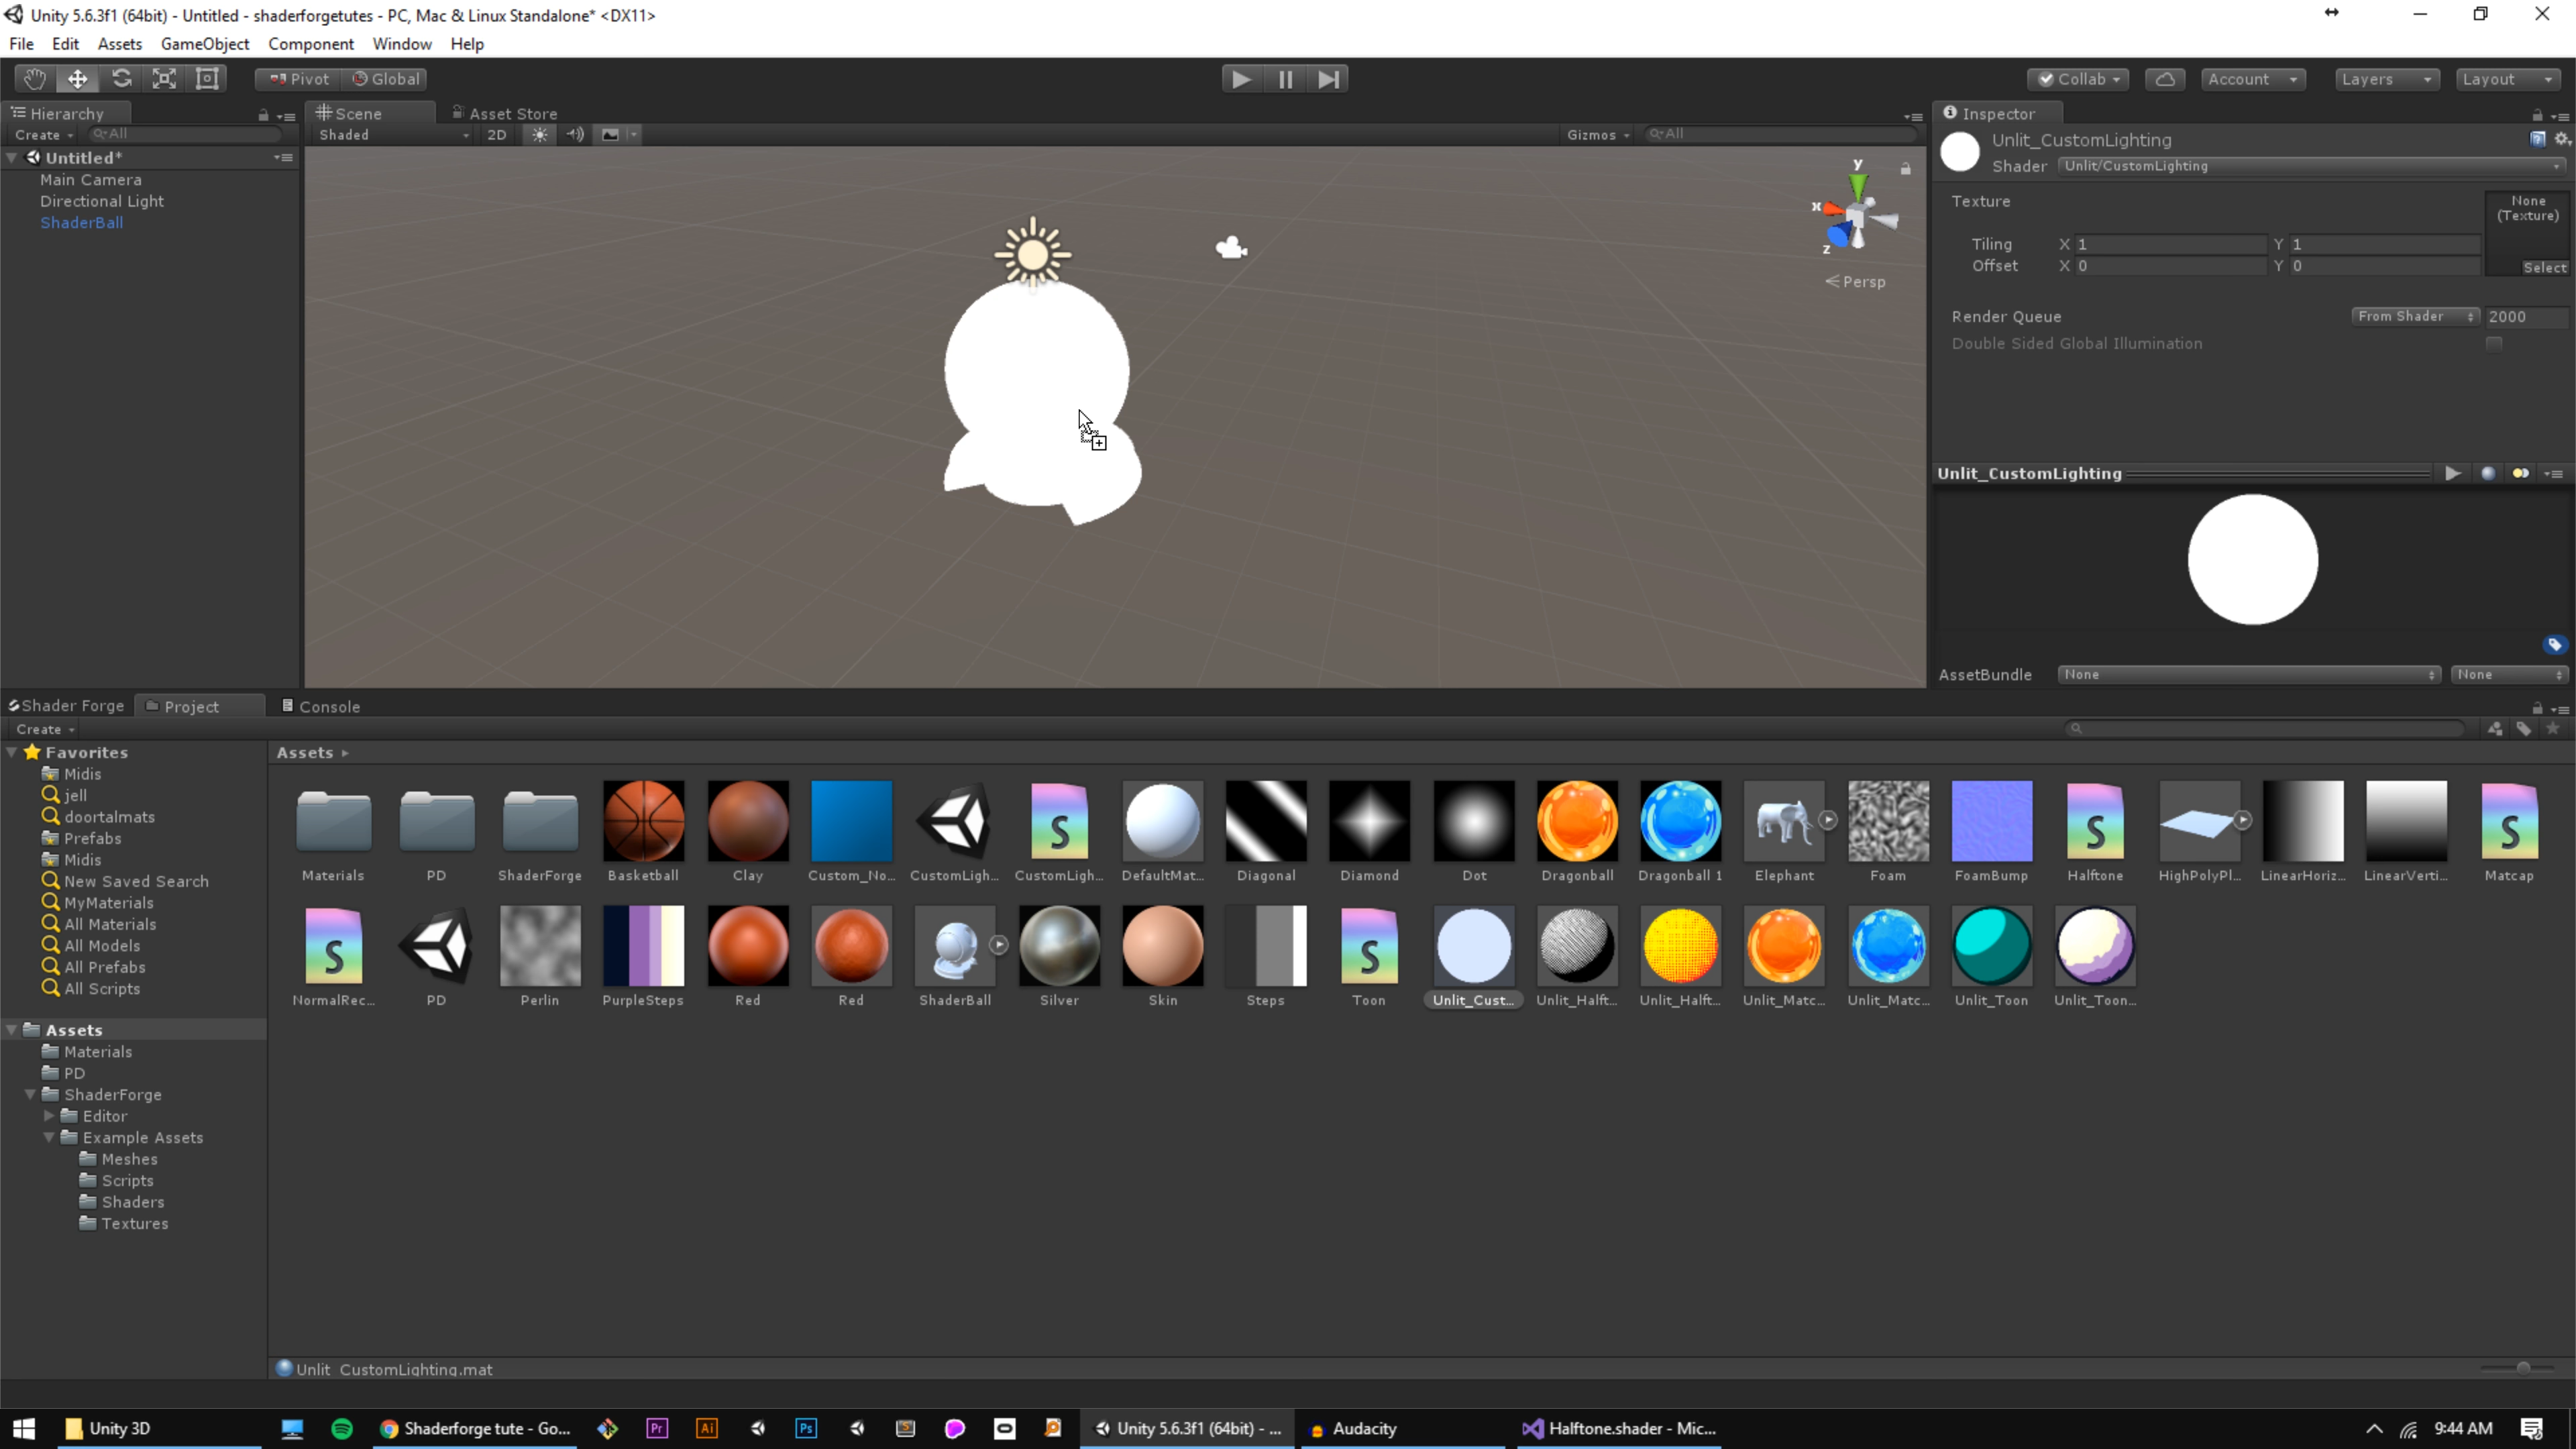 Unity 5.6.3f1 (64bit) - Untitled - shaderforgetutes - PC, Mac & Linux Standalone* <DX11>
File Edit Assets GameObject Component Window Help
Pivot Global Collab Account Layers Layout
Hierarchy Scene Asset Store Inspector
Create All Shaded 2D Gizmos All
Untitled*
Main Camera
Directional Light
ShaderBall
y
x
z
Persp
Unlit_CustomLighting
Shader Unlit/CustomLighting
Texture None
(Texture)
Tiling X 1 Y 1
Offset X 0 Y 0
Select
Render Queue From Shader 2000
Double Sided Global Illumination
Unlit_CustomLighting
AssetBundle None None
Shader Forge Project Console
Create
Favorites
Midis
jell
doortalmats
Prefabs
Midis
New Saved Search
MyMaterials
All Materials
All Models
All Prefabs
All Scripts
Assets
Materials
PD
ShaderForge
Editor
Example Assets
Meshes
Scripts
Shaders
Textures
Assets
Materials PD ShaderForge Basketball Clay Custom_No... CustomLigh... CustomLigh... DefaultMat... Diagonal Diamond Dot Dragonball Dragonball 1 Elephant Foam FoamBump Halftone HighPolyPl... LinearHoriz... LinearVerti... Matcap
NormalRec... PD Perlin PurpleSteps Red Red ShaderBall Silver Skin Steps Toon Unlit_Cust... Unlit_Halft... Unlit_Halft... Unlit_Matc... Unlit_Matc... Unlit_Toon Unlit_Toon...
Unlit_CustomLighting.mat
Unity 3D Shaderforge tute - Go... Pr Ai Ps Unity 5.6.3f1 (64bit) - ... Audacity Halftone.shader - Mic... 9:44 AM